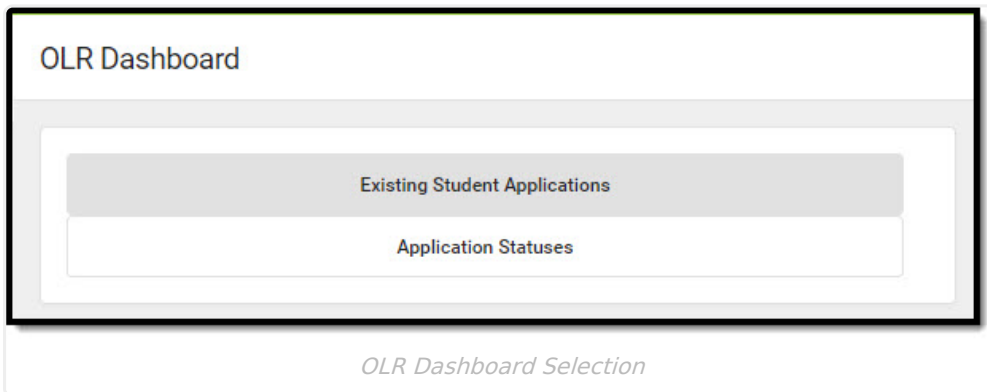 OLR Dashboard
Existing Student Applications
Application Statuses
OLR Dashboard Selection